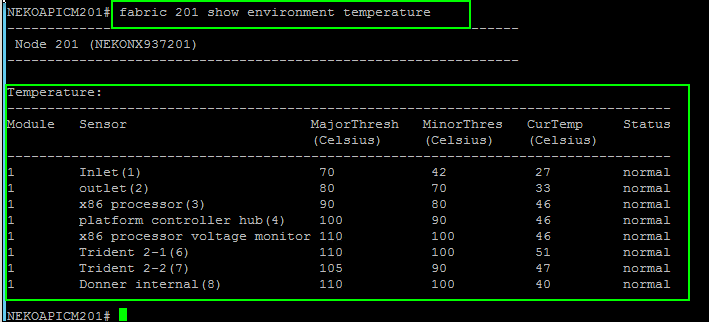 NEKOAPICM201# fabric 201 show environment temperature
----------------------------------------------------------------
Node 201 (NEKONX937201)
----------------------------------------------------------------
Temperature:
-----------------------------------------------------------------------------------
Module Sensor MajorThresh MinorThres CurTemp Status
(Celsius) (Celsius) (Celsius)
-----------------------------------------------------------------------------------
1 Inlet(1) 70 42 27 normal
1 outlet(2) 80 70 33 normal
1 x86 processor(3) 90 80 46 normal
1 platform controller hub(4) 100 90 46 normal
1 x86 processor voltage monitor 110 100 46 normal
1 Trident 2-1(6) 110 100 51 normal
1 Trident 2-2(7) 105 90 47 normal
1 Donner internal(8) 110 100 40 normal
NEKOAPICM201#